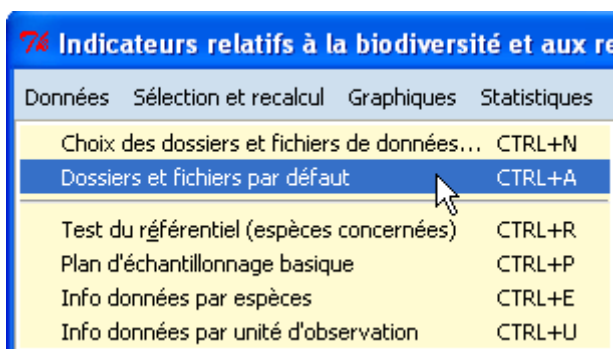 Indicateurs relatifs à la biodiversité et aux re
Données Sélection et recalcul Graphiques Statistiques
Choix des dossiers et fichiers de données... CTRL+N
Dossiers et fichiers par défaut CTRL+A
Test du référentiel (espèces concernées) CTRL+R
Plan d'échantillonnage basique CTRL+P
Info données par espèces CTRL+E
Info données par unité d'observation CTRL+U